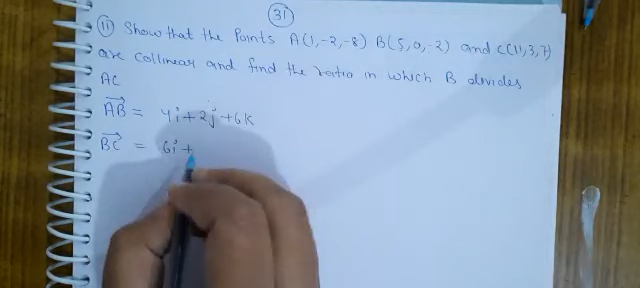 31
(11) Show that the Points A(1,-2,-8) B(5,0,-2) and C(11,3,7)
are collinear and find the ratio in which B divides
AC
AB = 4i+2j+6k
BC = 6i+